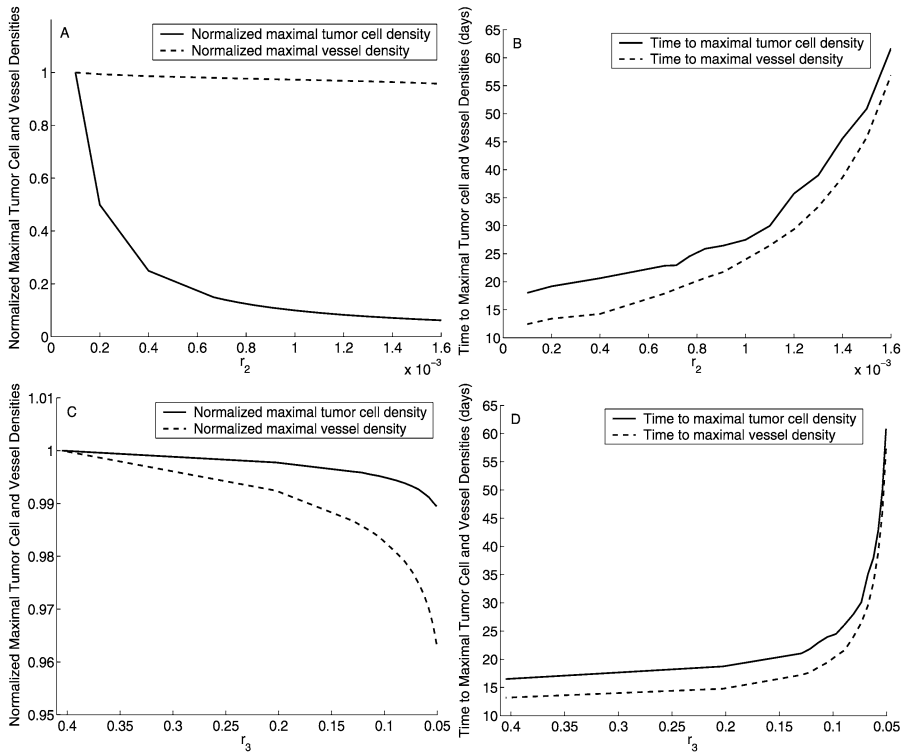 Normalized Maximal Tumor Cell and Vessel Densities
A
Normalized maximal tumor cell density
Normalized maximal vessel density
1
0.8
0.6
0.4
0.2
0
0 0.2 0.4 0.6 0.8 1 1.2 1.4 1.6
r2
x 10-3
Time to Maximal Tumor cell and Vessel Densities (days)
B
Time to maximal tumor cell density
Time to maximal vessel density
65
60
55
50
45
40
35
30
25
20
15
10
0 0.2 0.4 0.6 0.8 1 1.2 1.4 1.6
r2
x 10-3
Normalized Maximal Tumor Cell and Vessel Densities
C
Normalized maximal tumor cell density
Normalized maximal vessel density
1.01
1
0.99
0.98
0.97
0.96
0.95
0.4 0.35 0.3 0.25 0.2 0.15 0.1 0.05
r3
Time to Maximal Tumor Cell and Vessel Densities (days)
D
Time to maximal tumor cell density
Time to maximal vessel density
65
60
55
50
45
40
35
30
25
20
15
10
0.4 0.35 0.3 0.25 0.2 0.15 0.1 0.05
r3